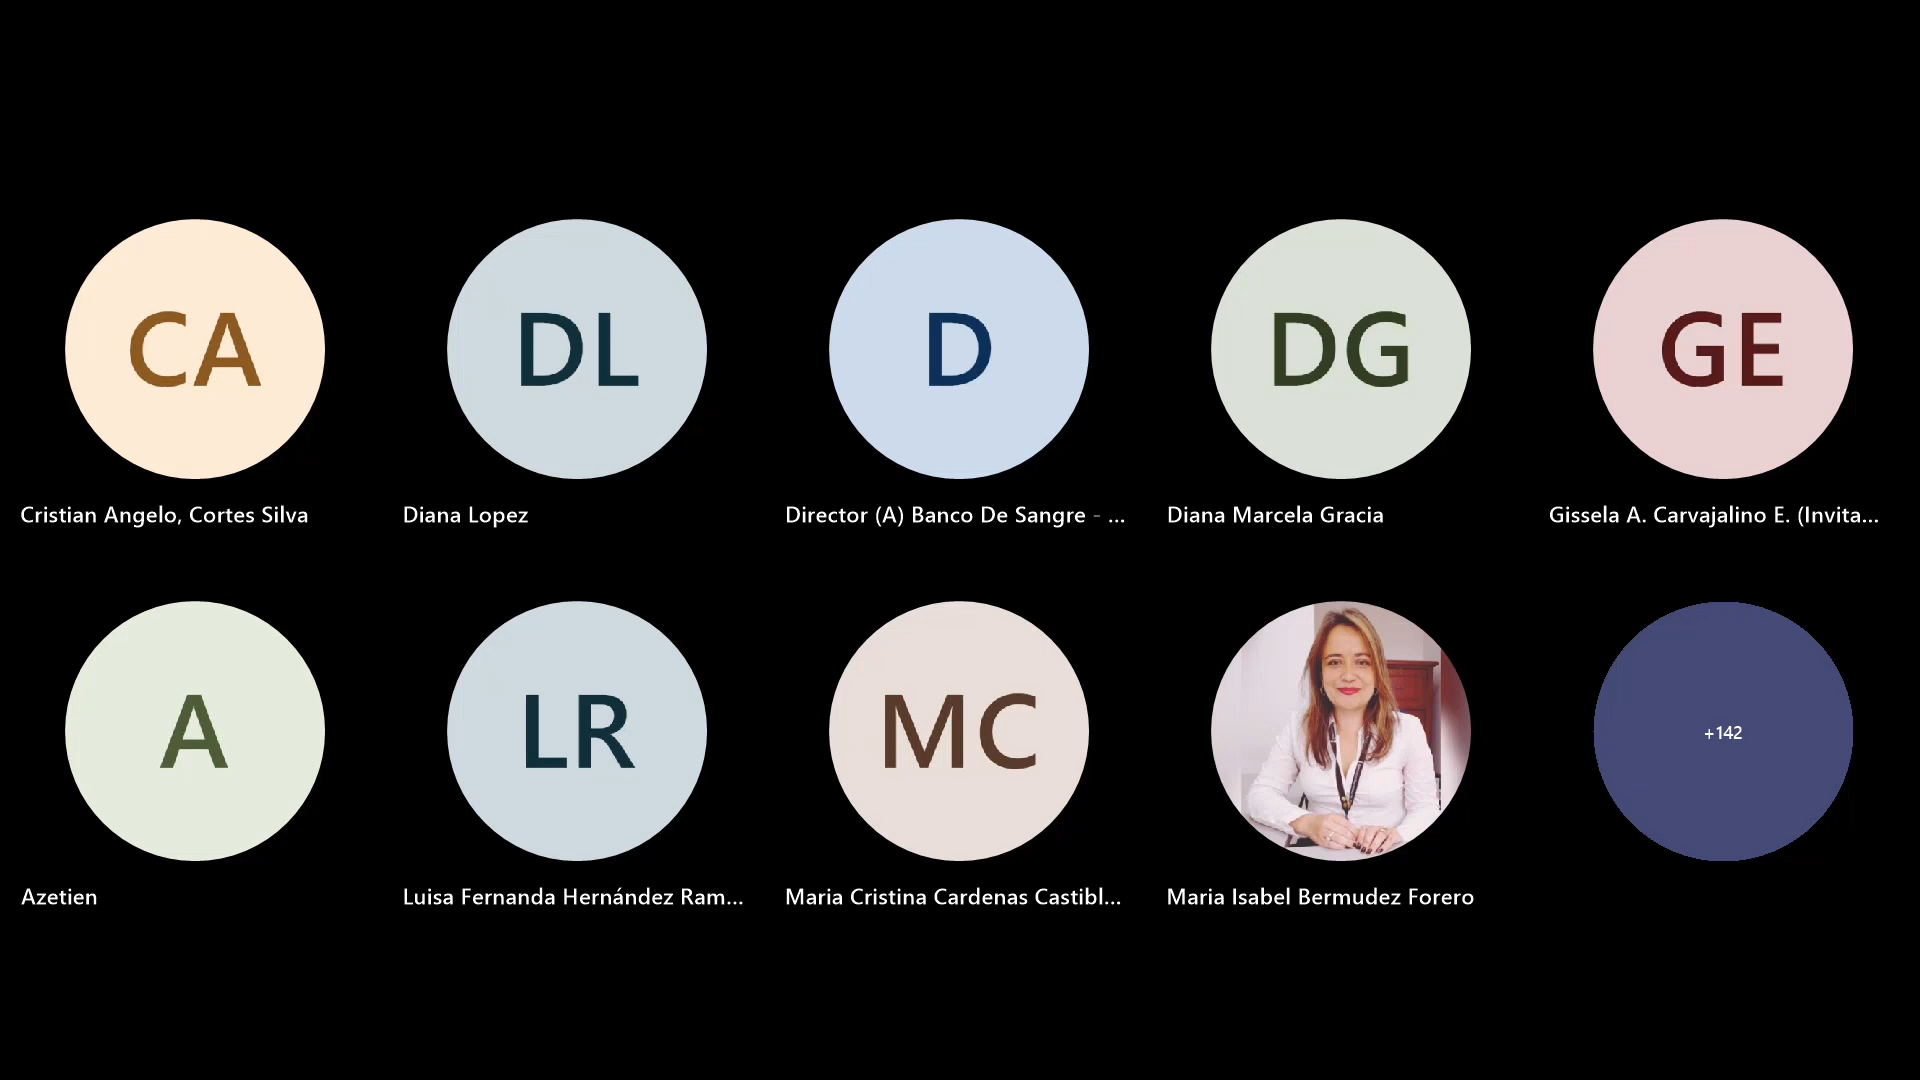 CA
DL
D
DG
GE
Cristian Angelo, Cortes Silva
Diana Lopez
Director (A) Banco De Sangre - ...
Diana Marcela Gracia
Gissela A. Carvajalino E. (Invita...
A
LR
MC
+142
Azetien
Luisa Fernanda Hernández Ram...
Maria Cristina Cardenas Castibl...
Maria Isabel Bermudez Forero